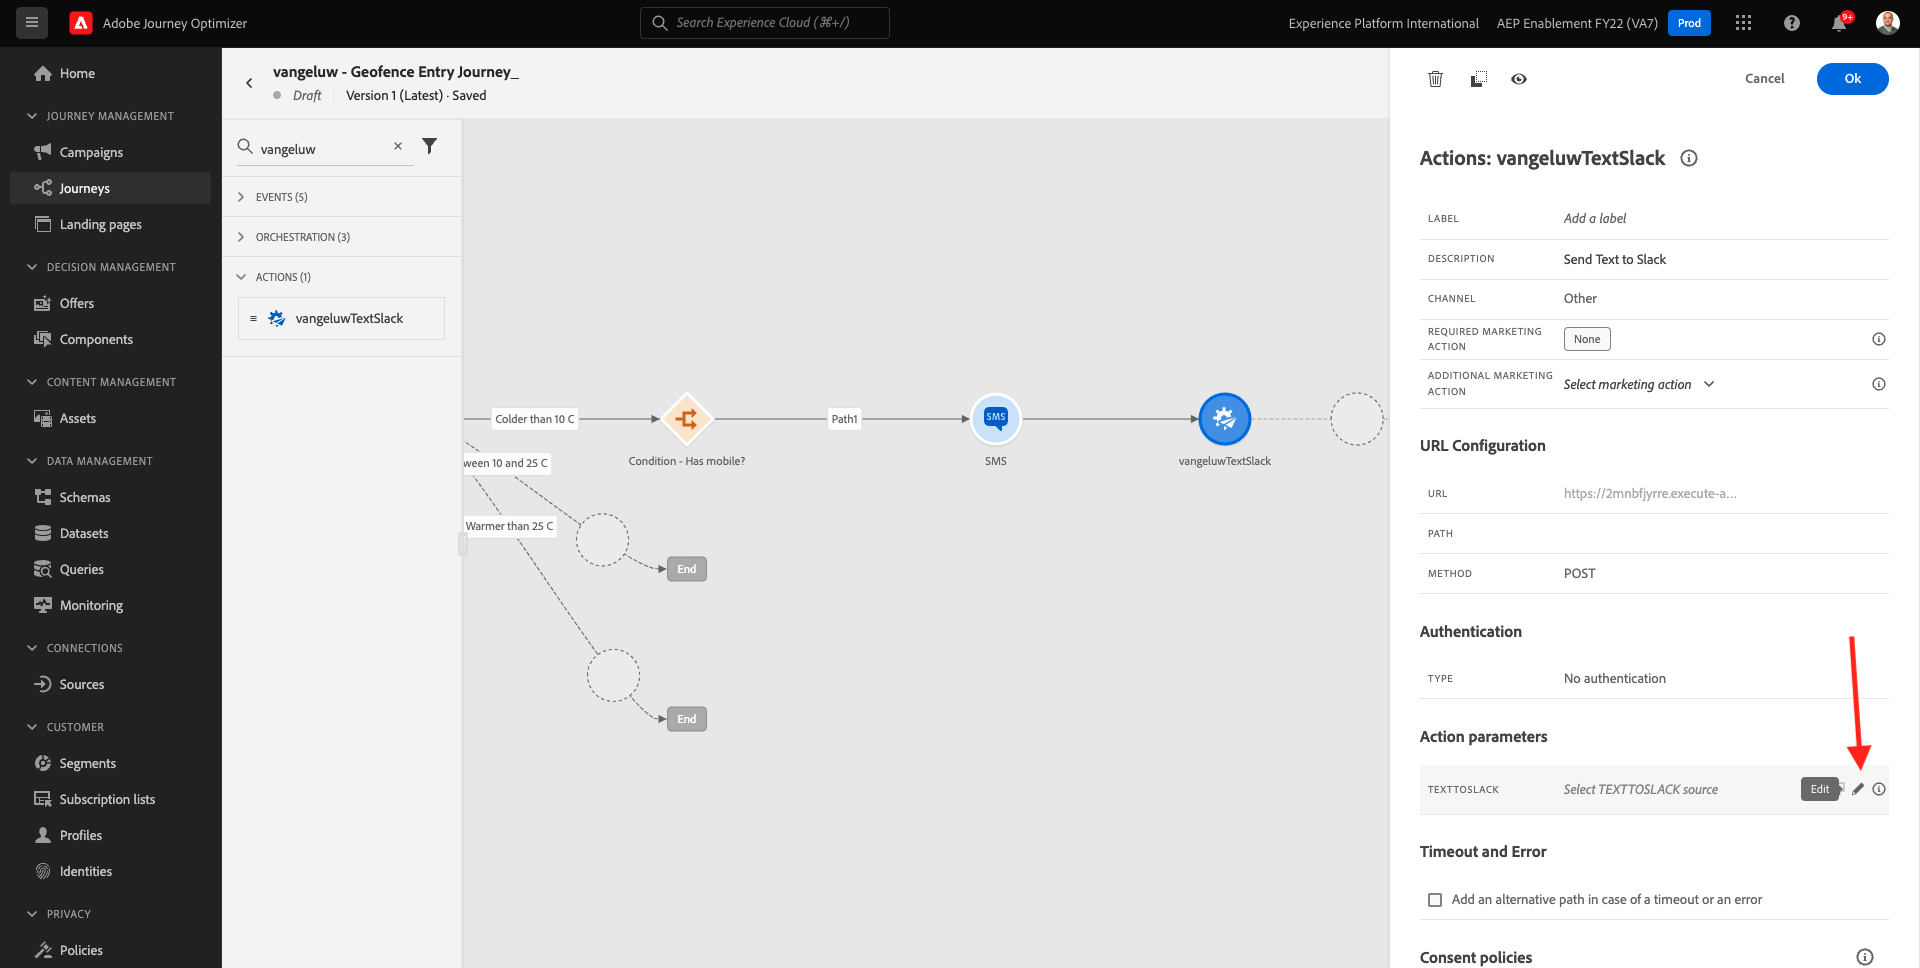 Adobe Journey Optimizer
Search Experience Cloud (⌘+/)
Experience Platform International
AEP Enablement FY22 (VA7)
Prod
9+
Home
JOURNEY MANAGEMENT
Campaigns
Journeys
Landing pages
DECISION MANAGEMENT
Offers
Components
CONTENT MANAGEMENT
Assets
DATA MANAGEMENT
Schemas
Datasets
Queries
Monitoring
CONNECTIONS
Sources
CUSTOMER
Segments
Subscription lists
Profiles
Identities
PRIVACY
Policies
vangeluw - Geofence Entry Journey_
Draft
Version 1 (Latest) · Saved
vangeluw
EVENTS (5)
ORCHESTRATION (3)
ACTIONS (1)
vangeluwTextSlack
Colder than 10 C
ween 10 and 25 C
Warmer than 25 C
Condition - Has mobile?
Path1
SMS
SMS
vangeluwTextSlack
End
End
Cancel
Ok
Actions: vangeluwTextSlack
LABEL
Add a label
DESCRIPTION
Send Text to Slack
CHANNEL
Other
REQUIRED MARKETING
ACTION
None
ADDITIONAL MARKETING
ACTION
Select marketing action
URL Configuration
URL
https://2mnbfjyrre.execute-a...
PATH
METHOD
POST
Authentication
TYPE
No authentication
Action parameters
TEXTTOSLACK
Select TEXTTOSLACK source
Edit
Timeout and Error
Add an alternative path in case of a timeout or an error
Consent policies